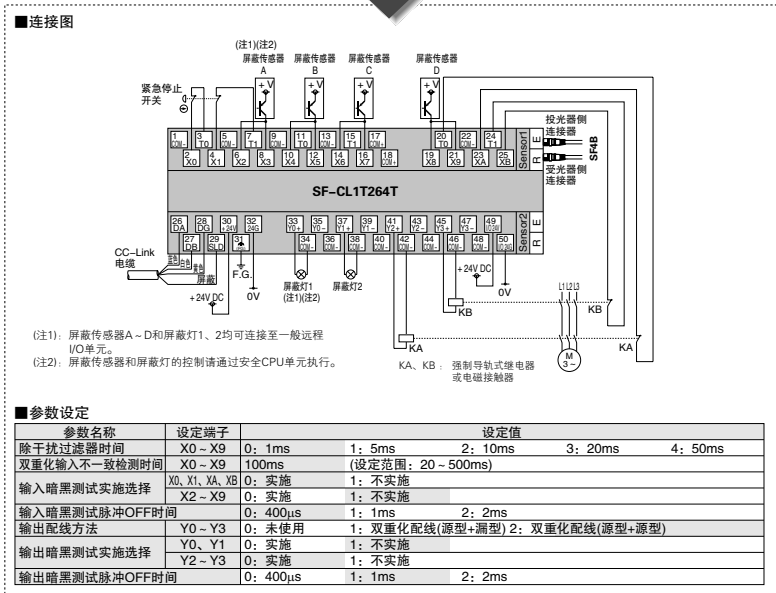 ■连接图
(注1)(注2)
屏蔽传感器 屏蔽传感器 屏蔽传感器 屏蔽传感器
A B C D
+V +V +V +V
紧急停止
开关
1 COM- 3 T0 5 COM- 7 T1 9 COM- 11 T0 13 COM- 15 T1 17 COM+ 20 T0 22 COM- 24 T1
2 X0 4 X1 6 X2 8 X3 10 X4 12 X5 14 X6 16 X7 18 COM+ 19 X8 21 X9 23 XA 25 XB
Sensor1 E R
投光器侧
连接器
SF4B
受光器侧
连接器
SF-CL1T264T
26 DA 28 DG 30 +24V 32 24G 33 Y0+ 35 Y0- 37 Y1+ 39 Y1- 41 Y2+ 43 Y2- 45 Y3+ 47 Y3- 49 I/O 24V
27 DB 29 SLD 31 34 COM- 36 COM- 38 COM- 40 COM- 42 COM- 44 COM- 46 COM- 48 COM- 50 I/O 24G
Sensor2 E R
CC-Link
电缆
蓝色 白色 黄色
屏蔽
F.G.
+24V DC
0V
屏蔽灯1
(注1)(注2)
屏蔽灯2
+24V DC
0V
KB
KA
L1 L2 L3
KB
KA
M
3~
(注1)：屏蔽传感器A~D和屏蔽灯1、2均可连接至一般远程
I/O单元。
(注2)：屏蔽传感器和屏蔽灯的控制请通过安全CPU单元执行。
KA、KB： 强制导轨式继电器
或电磁接触器
■参数设定
参数名称 设定端子 设定值
除干扰过滤器时间 X0~X9 0：1ms 1：5ms 2：10ms 3：20ms 4：50ms
双重化输入不一致检测时间 X0~X9 100ms (设定范围：20~500ms)
输入暗黑测试实施选择 X0、X1、XA、XB 0：实施 1：不实施
X2~X9 0：实施 1：不实施
输入暗黑测试脉冲OFF时间 0：400μs 1：1ms 2：2ms
输出配线方法 Y0~Y3 0：未使用 1：双重化配线(源型+漏型) 2：双重化配线(源型+源型)
输出暗黑测试实施选择 Y0、Y1 0：实施 1：不实施
Y2~Y3 0：实施 1：不实施
输出暗黑测试脉冲OFF时间 0：400μs 1：1ms 2：2ms